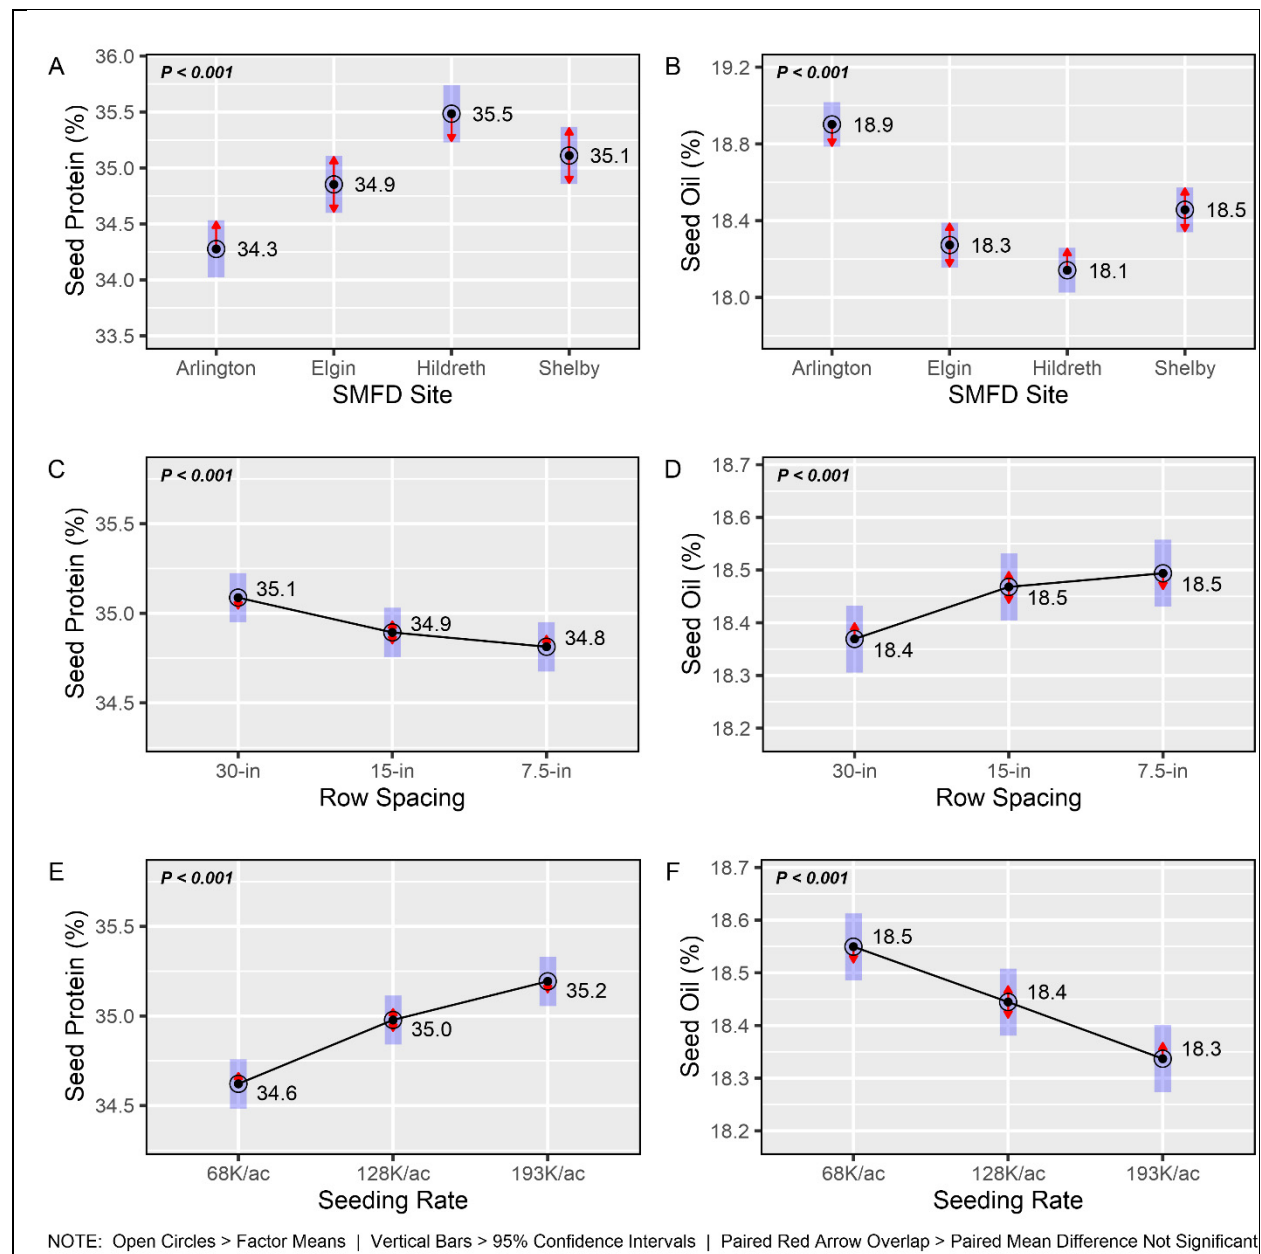 A
P < 0.001
Seed Protein (%)
36.0
35.5
35.0
34.5
34.0
33.5
34.3
34.9
35.5
35.1
Arlington Elgin Hildreth Shelby
SMFD Site
B
P < 0.001
Seed Oil (%)
19.2
18.8
18.4
18.0
18.9
18.3
18.1
18.5
Arlington Elgin Hildreth Shelby
SMFD Site
C
P < 0.001
Seed Protein (%)
35.5
35.0
34.5
35.1
34.9
34.8
30-in 15-in 7.5-in
Row Spacing
D
P < 0.001
Seed Oil (%)
18.7
18.6
18.5
18.4
18.3
18.2
18.4
18.5
18.5
30-in 15-in 7.5-in
Row Spacing
E
P < 0.001
Seed Protein (%)
35.5
35.0
34.5
34.6
35.0
35.2
68K/ac 128K/ac 193K/ac
Seeding Rate
F
P < 0.001
Seed Oil (%)
18.7
18.6
18.5
18.4
18.3
18.2
18.5
18.4
18.3
68K/ac 128K/ac 193K/ac
Seeding Rate
NOTE: Open Circles > Factor Means | Vertical Bars > 95% Confidence Intervals | Paired Red Arrow Overlap > Paired Mean Difference Not Significant